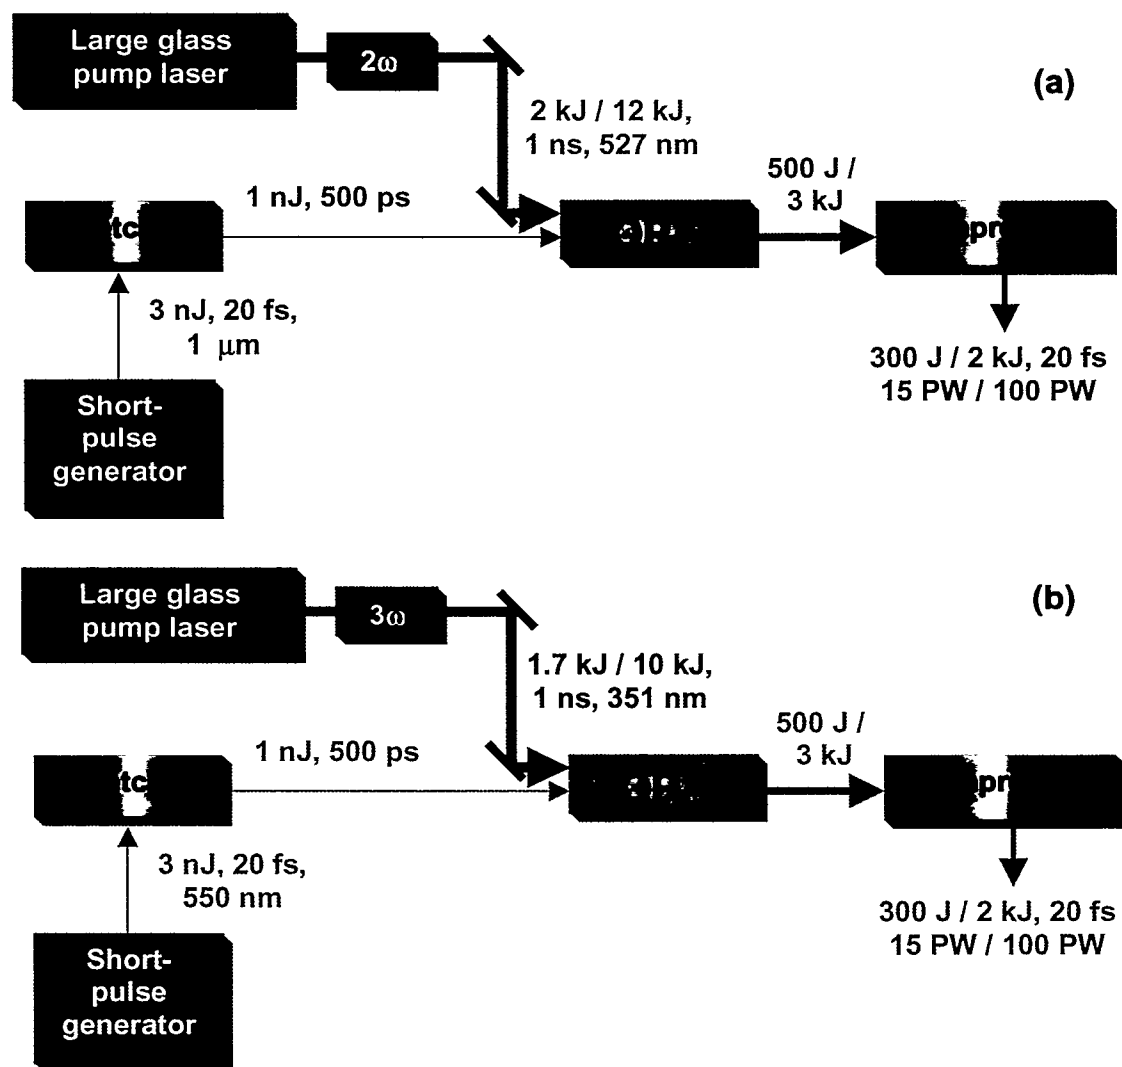 Large glass
pump laser
2ω
(a)
2 kJ / 12 kJ,
1 ns, 527 nm
500 J /
3 kJ
1 nJ, 500 ps
tc
pr
3 nJ, 20 fs,
1 μm
300 J / 2 kJ, 20 fs
15 PW / 100 PW
Short-
pulse
generator
Large glass
pump laser
3ω
(b)
1.7 kJ / 10 kJ,
1 ns, 351 nm
500 J /
3 kJ
1 nJ, 500 ps
tc
pr
3 nJ, 20 fs,
550 nm
300 J / 2 kJ, 20 fs
15 PW / 100 PW
Short-
pulse
generator